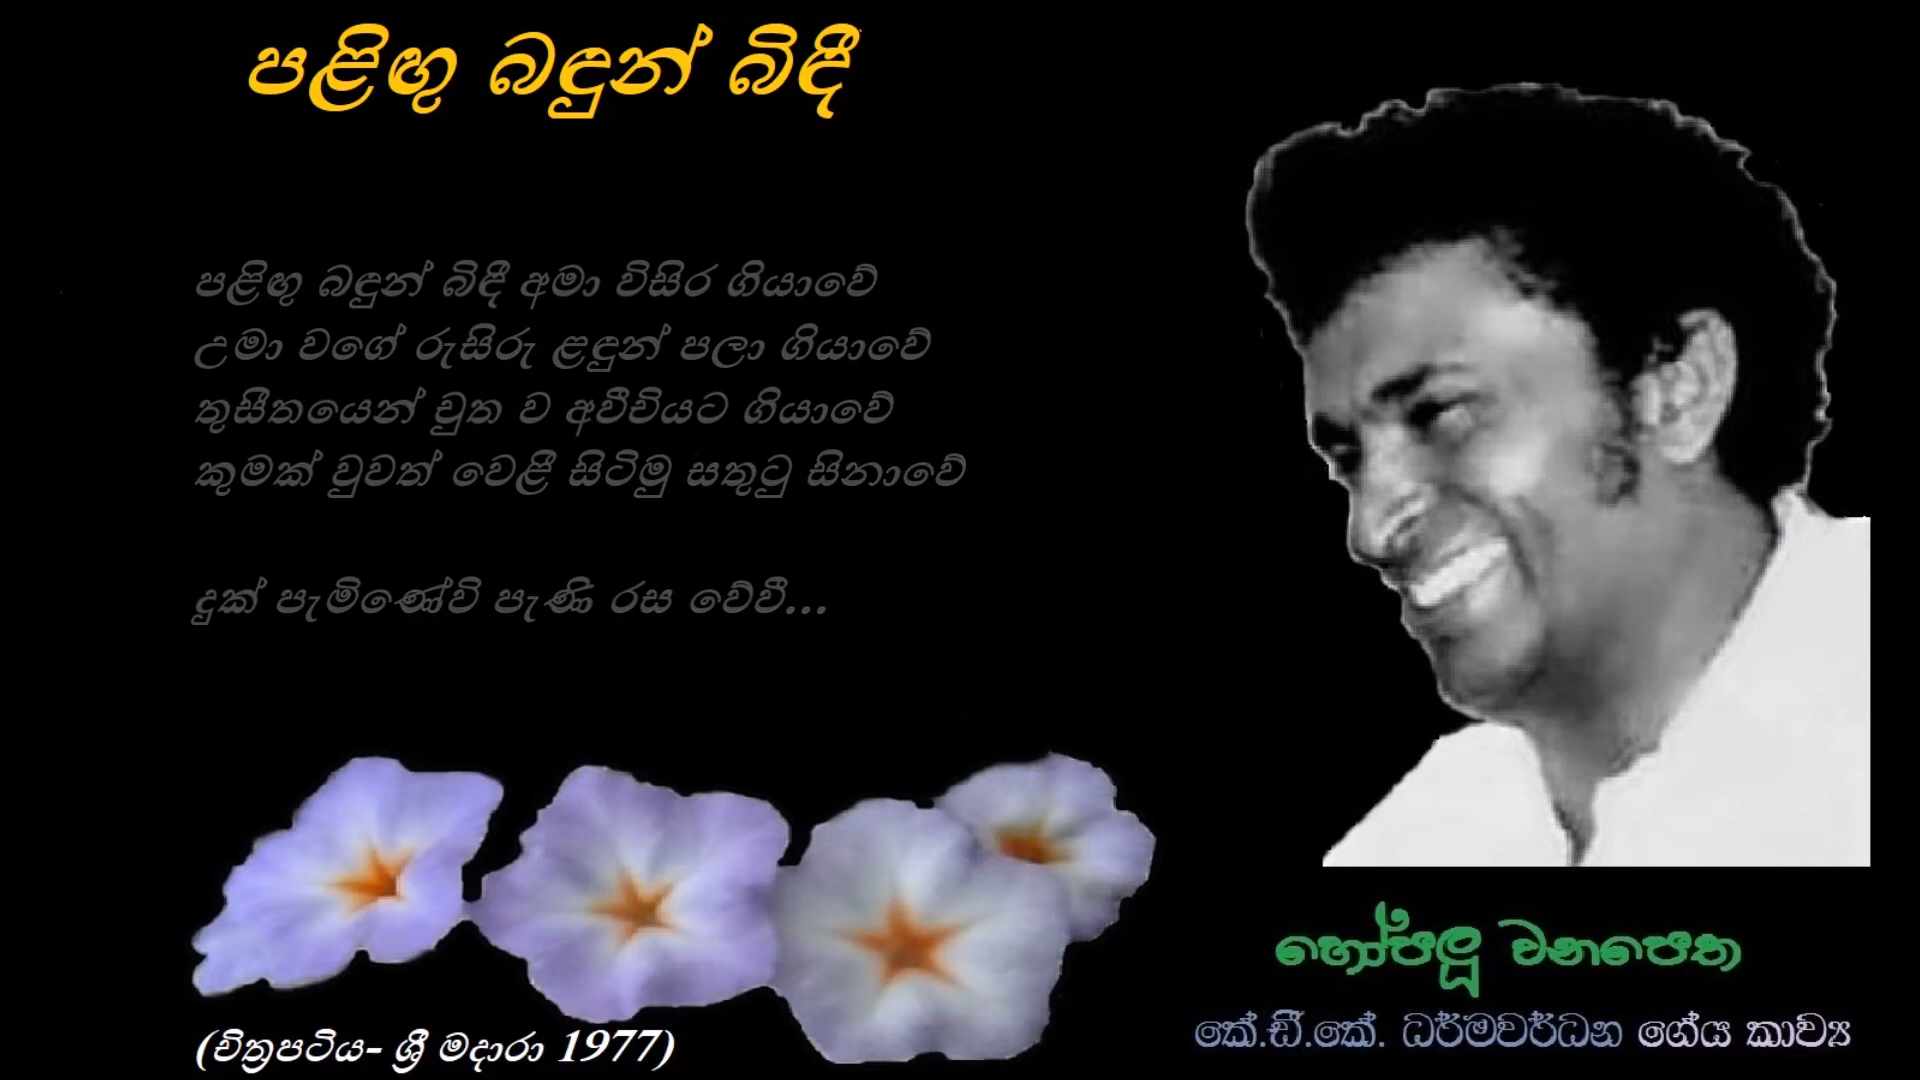 පළිඟු බඳුන් බිඳී
පළිඟු බඳුන් බිඳී අමා විසිර ගියාවේ
උමා වගේ රුසිරු ළඳුන් පලා ගියාවේ
තුසීතයෙන් චුත ව අවීචියට ගියාවේ
කුමක් වුවත් වෙළී සිටිමු සතුටු සිනාවේ
දුක් පැමිණේවි පැණි රස වේවී...
(චිත්‍රපටිය- ශ්‍රී මදාරා 1977)
හෝපලූ වනපෙත
කේ.ඩී.කේ. ධර්මවර්ධන ගේය කාව්‍ය